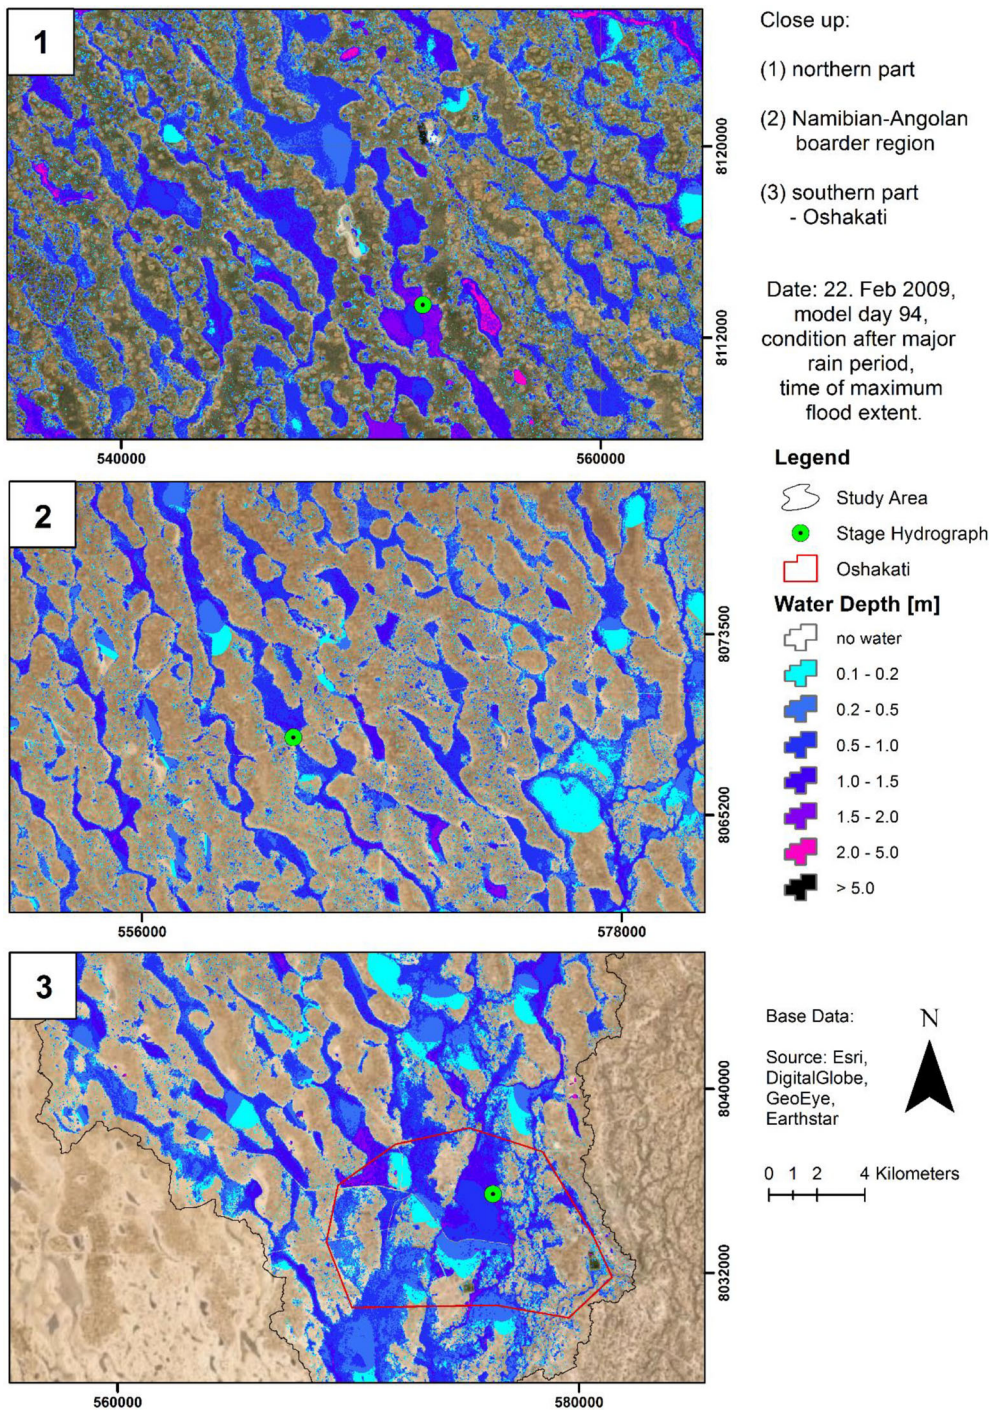 1
8120000
8112000
540000
560000
2
8073500
8065200
556000
578000
3
8040000
8032000
560000
580000
Close up:
(1) northern part
(2) Namibian-Angolan
boarder region
(3) southern part
- Oshakati
Date: 22. Feb 2009,
model day 94,
condition after major
rain period,
time of maximum
flood extent.
Legend
Study Area
Stage Hydrograph
Oshakati
Water Depth [m]
no water
0.1 - 0.2
0.2 - 0.5
0.5 - 1.0
1.0 - 1.5
1.5 - 2.0
2.0 - 5.0
> 5.0
Base Data:
Source: Esri,
DigitalGlobe,
GeoEye,
Earthstar
N
0 1 2 4 Kilometers